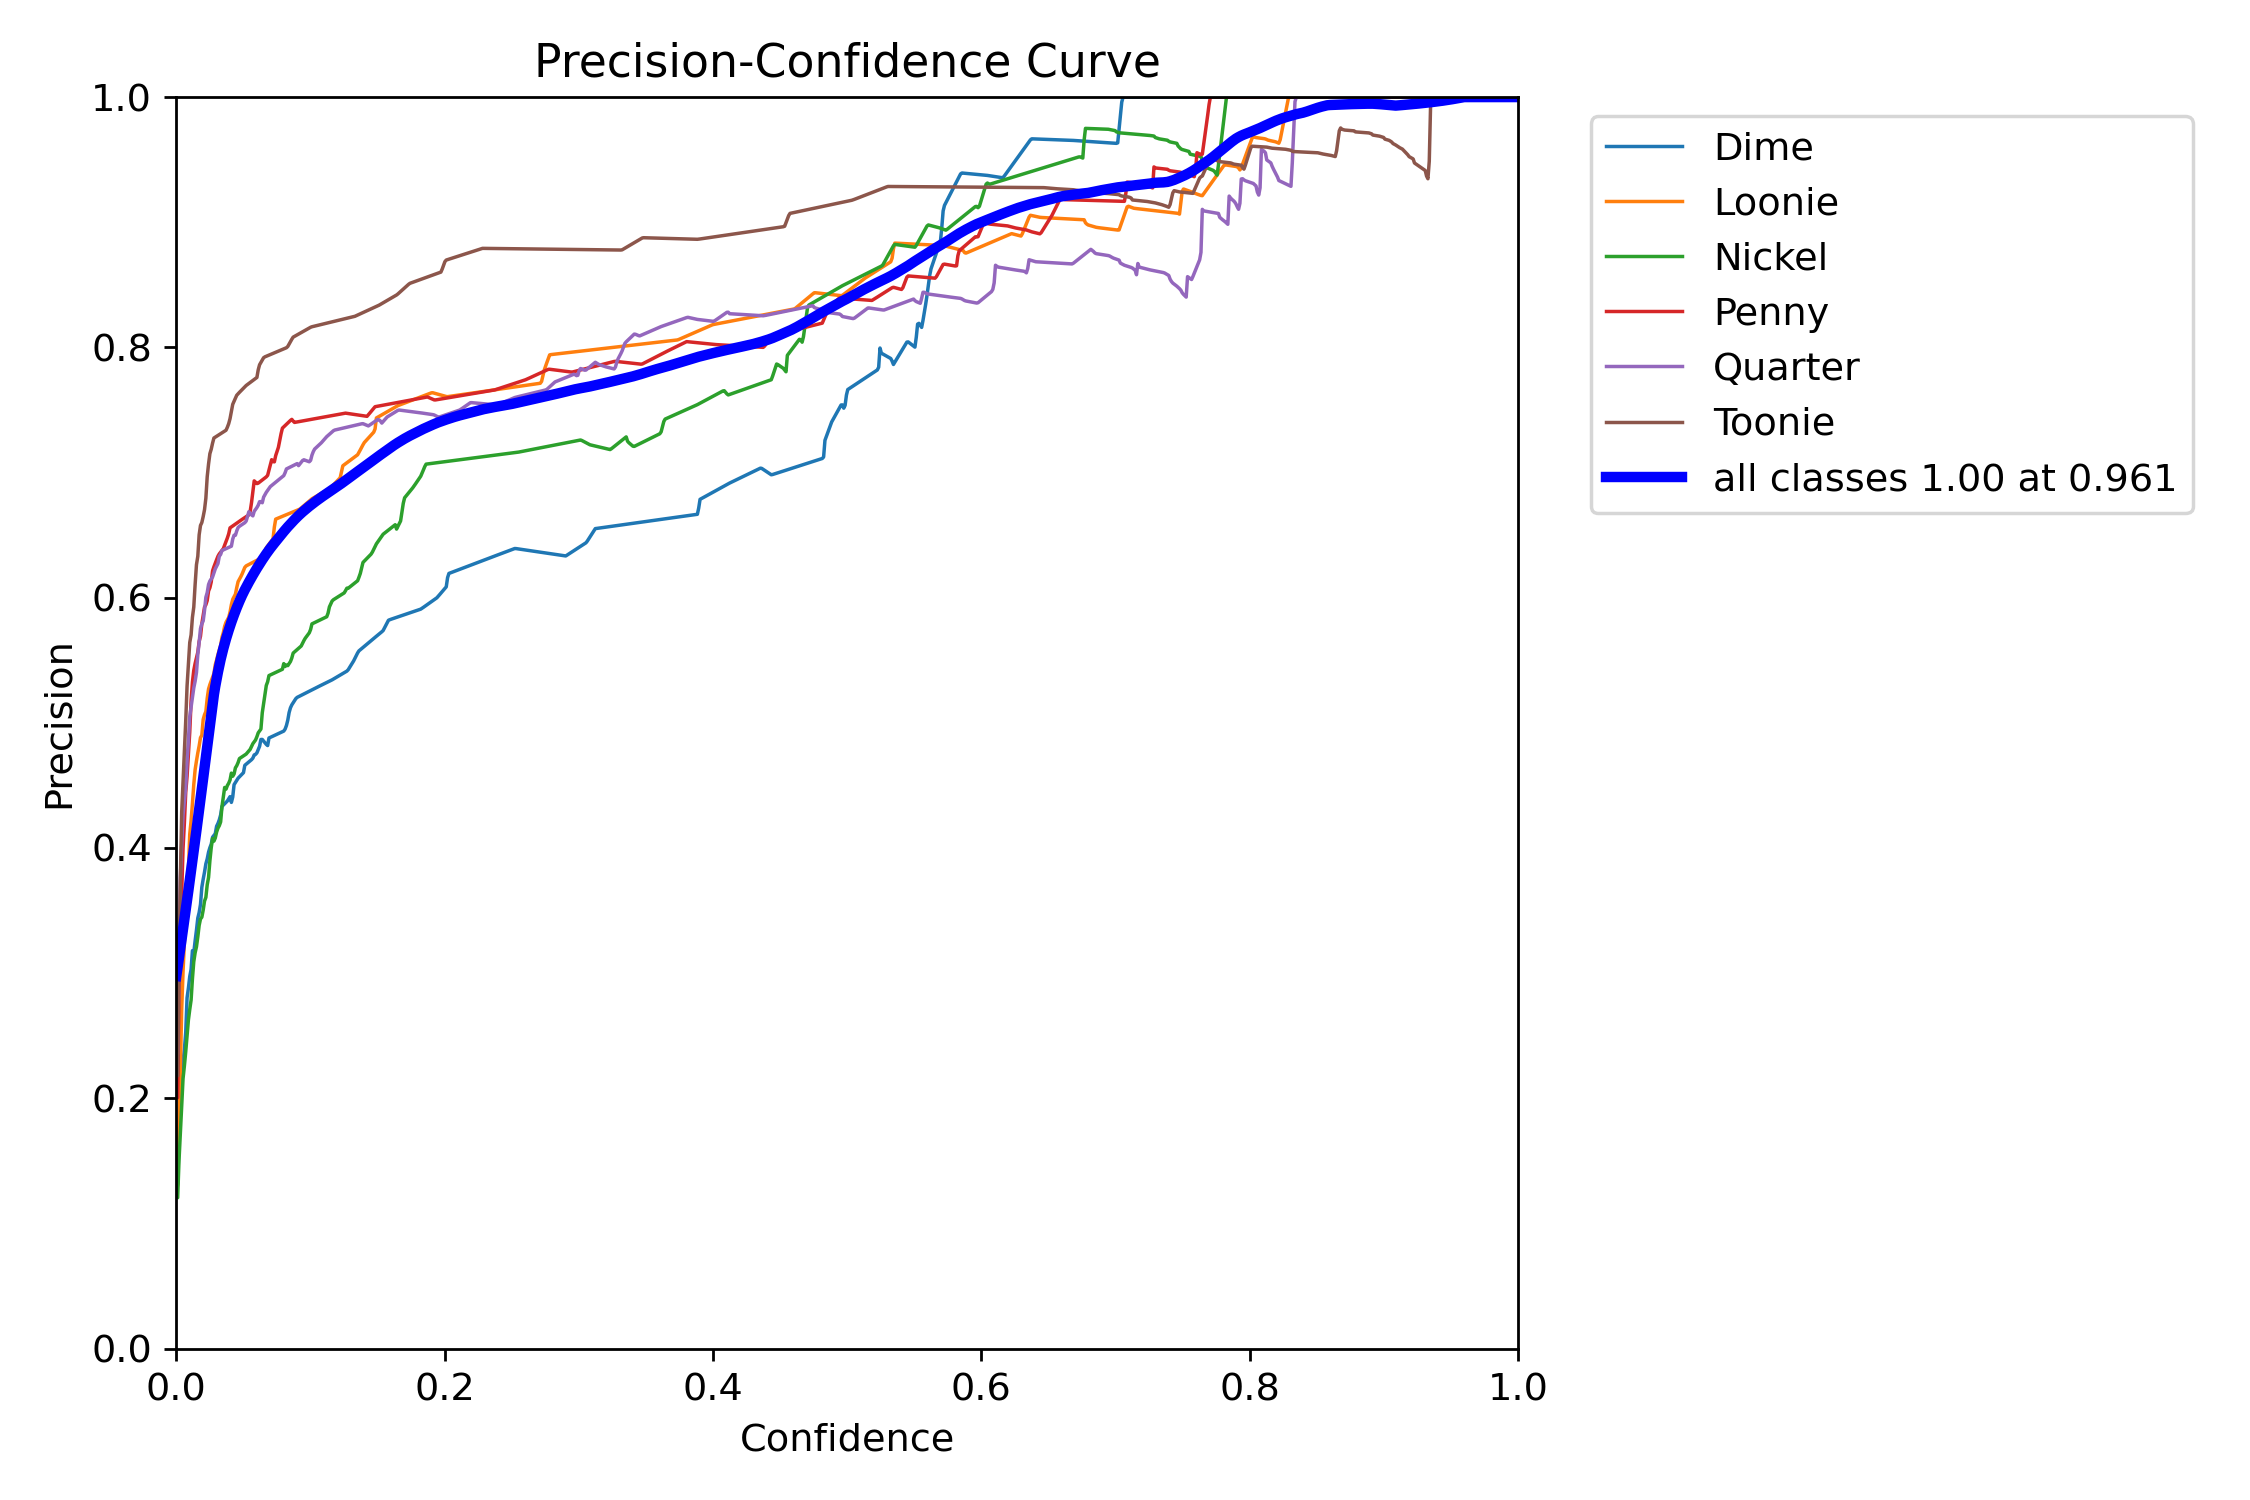 Precision-Confidence Curve
1.0
0.8
0.6
0.4
0.2
0.0
Precision
0.0 0.2 0.4 0.6 0.8 1.0
Confidence
Dime
Loonie
Nickel
Penny
Quarter
Toonie
all classes 1.00 at 0.961